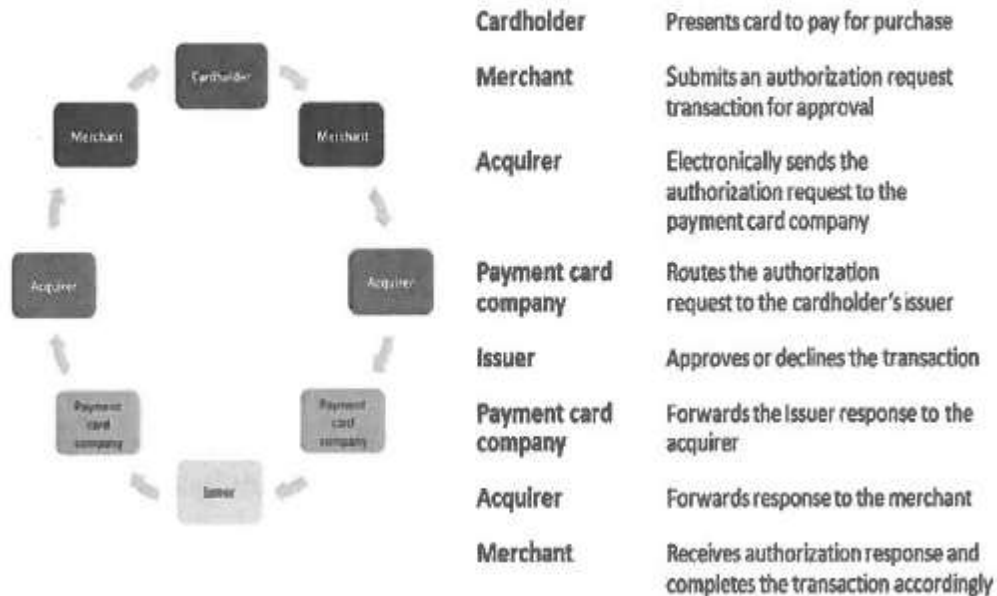 Cardholder
Merchant
Acquirer
Payment card
company
Issuer
Payment card
company
Acquirer
Merchant
Cardholder
Presents card to pay for purchase
Merchant
Submits an authorization request
transaction for approval
Acquirer
Electronically sends the
authorization request to the
payment card company
Payment card
company
Routes the authorization
request to the cardholder's issuer
Issuer
Approves or declines the transaction
Payment card
company
Forwards the Issuer response to the
acquirer
Acquirer
Forwards response to the merchant
Merchant
Receives authorization response and
completes the transaction accordingly